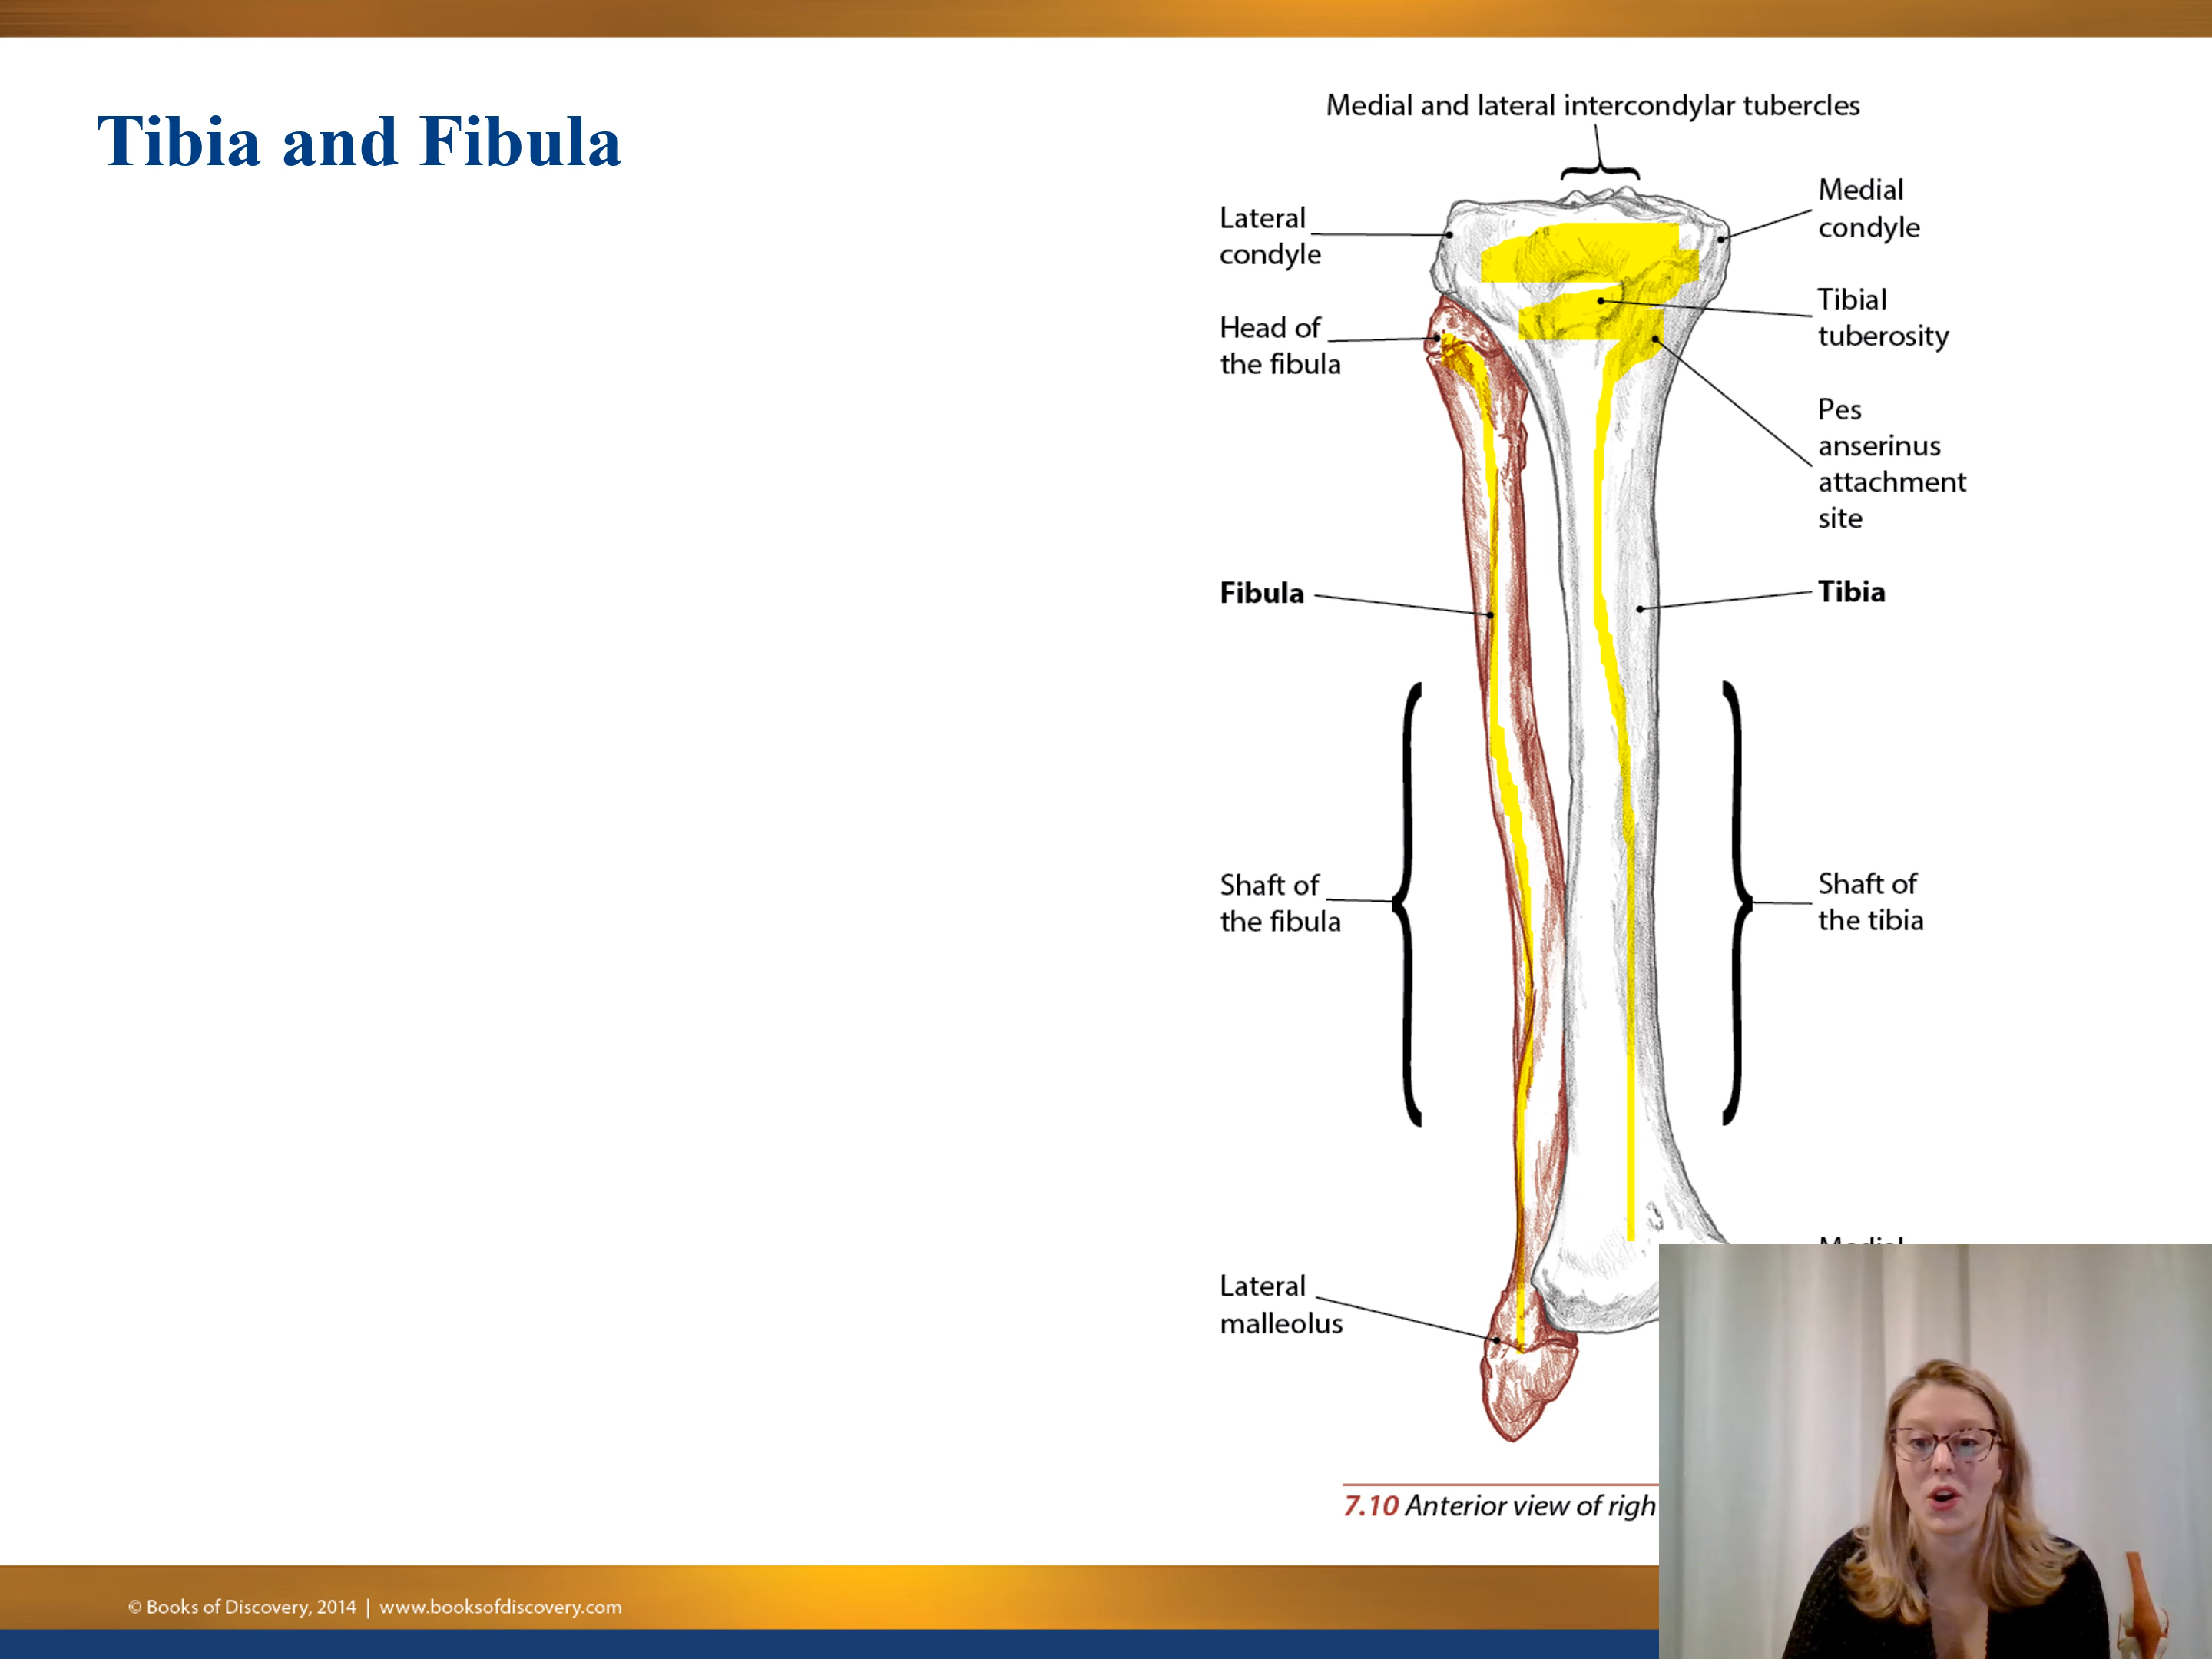 Tibia and Fibula
Medial and lateral intercondylar tubercles
Lateral
condyle
Head of
the fibula
Fibula
Shaft of
the fibula
Lateral
malleolus
Medial
condyle
Tibial
tuberosity
Pes
anserinus
attachment
site
Tibia
Shaft of
the tibia
7.10 Anterior view of righ
© Books of Discovery, 2014 | www.booksofdiscovery.com